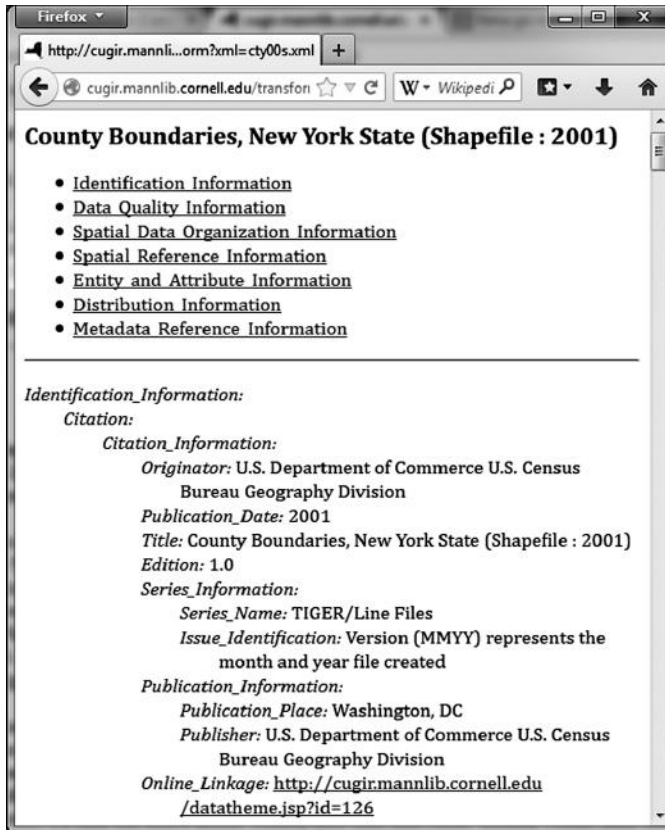 Firefox
http://cugir.mannlib...orm?xml=cty00s.xml +
cugir.mannlib.cornell.edu/transforn W Wikipedi
County Boundaries, New York State (Shapefile : 2001)
• Identification Information
• Data Quality Information
• Spatial Data Organization Information
• Spatial Reference Information
• Entity and Attribute Information
• Distribution Information
• Metadata Reference Information
Identification_Information:
Citation:
Citation_Information:
Originator: U.S. Department of Commerce U.S. Census
Bureau Geography Division
Publication_Date: 2001
Title: County Boundaries, New York State (Shapefile : 2001)
Edition: 1.0
Series_Information:
Series_Name: TIGER/Line Files
Issue_Identification: Version (MMYY) represents the
month and year file created
Publication_Information:
Publication_Place: Washington, DC
Publisher: U.S. Department of Commerce U.S. Census
Bureau Geography Division
Online_Linkage: http://cugir.mannlib.cornell.edu
/datatheme.jsp?id=126